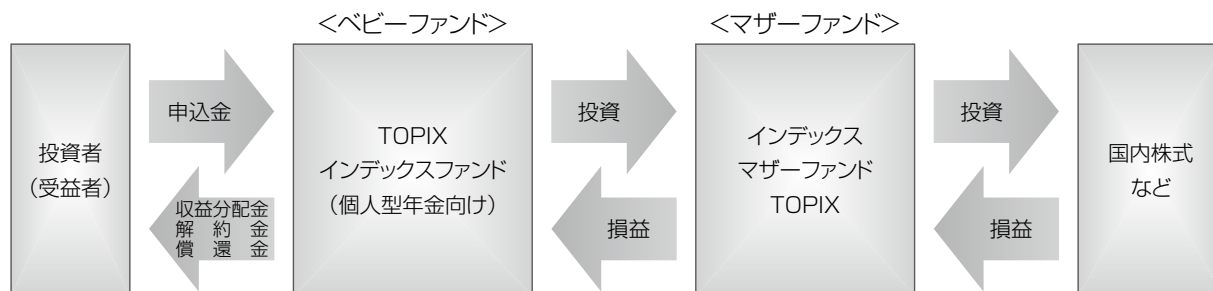 <ベビーファンド>
<マザーファンド>
投資者
(受益者)
申込金
収益分配金
解約金
償還金
TOPIX
インデックスファンド
(個人型年金向け)
投資
損益
インデックス
マザーファンド
TOPIX
投資
損益
国内株式
など